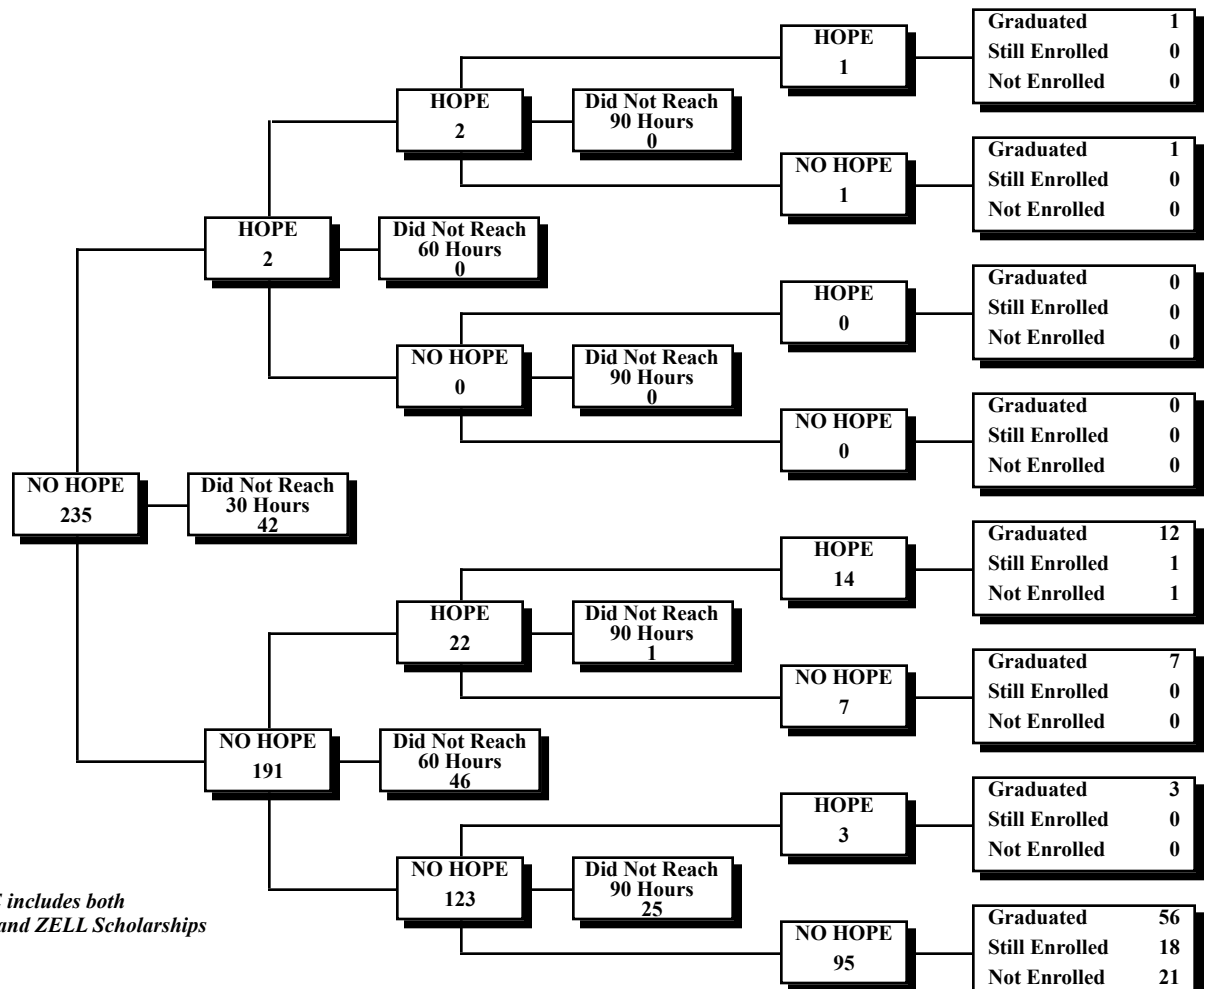 HOPE
1
Graduated 1
Still Enrolled 0
Not Enrolled 0
HOPE
2
Did Not Reach
90 Hours
0
NO HOPE
1
Graduated 1
Still Enrolled 0
Not Enrolled 0
HOPE
2
Did Not Reach
60 Hours
0
HOPE
0
Graduated 0
Still Enrolled 0
Not Enrolled 0
NO HOPE
0
Did Not Reach
90 Hours
0
NO HOPE
0
Graduated 0
Still Enrolled 0
Not Enrolled 0
NO HOPE
235
Did Not Reach
30 Hours
42
HOPE
14
Graduated 12
Still Enrolled 1
Not Enrolled 1
HOPE
22
Did Not Reach
90 Hours
1
NO HOPE
7
Graduated 7
Still Enrolled 0
Not Enrolled 0
NO HOPE
191
Did Not Reach
60 Hours
46
HOPE
3
Graduated 3
Still Enrolled 0
Not Enrolled 0
NO HOPE
123
Did Not Reach
90 Hours
25
NO HOPE
95
Graduated 56
Still Enrolled 18
Not Enrolled 21
includes both
and ZELL Scholarships